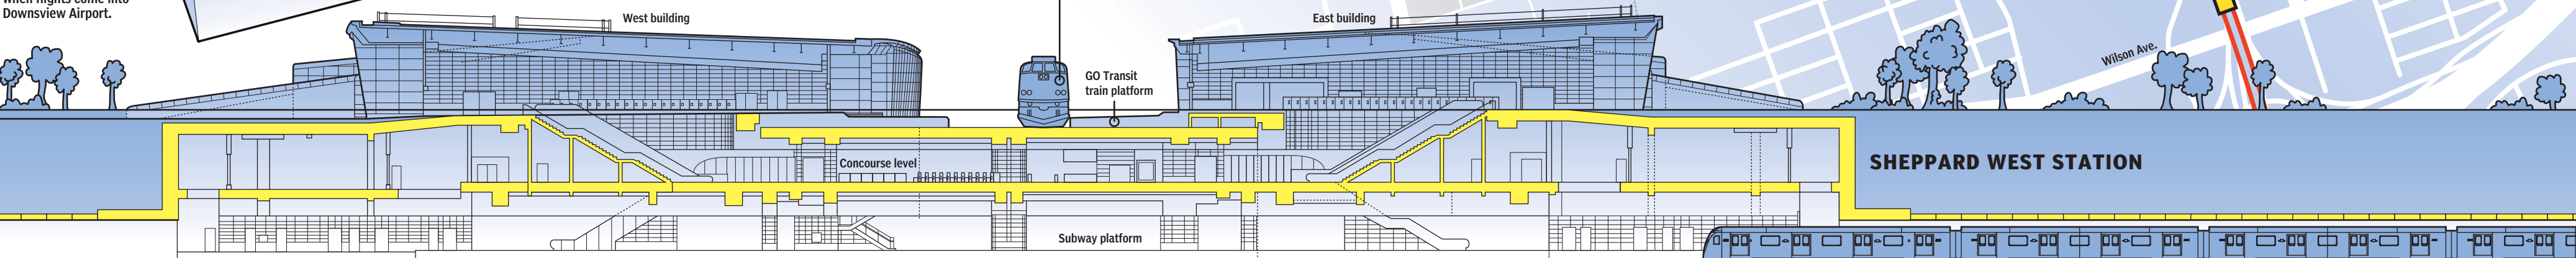 when flights come into
Downsview Airport.
West building
East building
GO Transit
train platform
Wilson Ave.
Concourse level
SHEPPARD WEST STATION
Subway platform